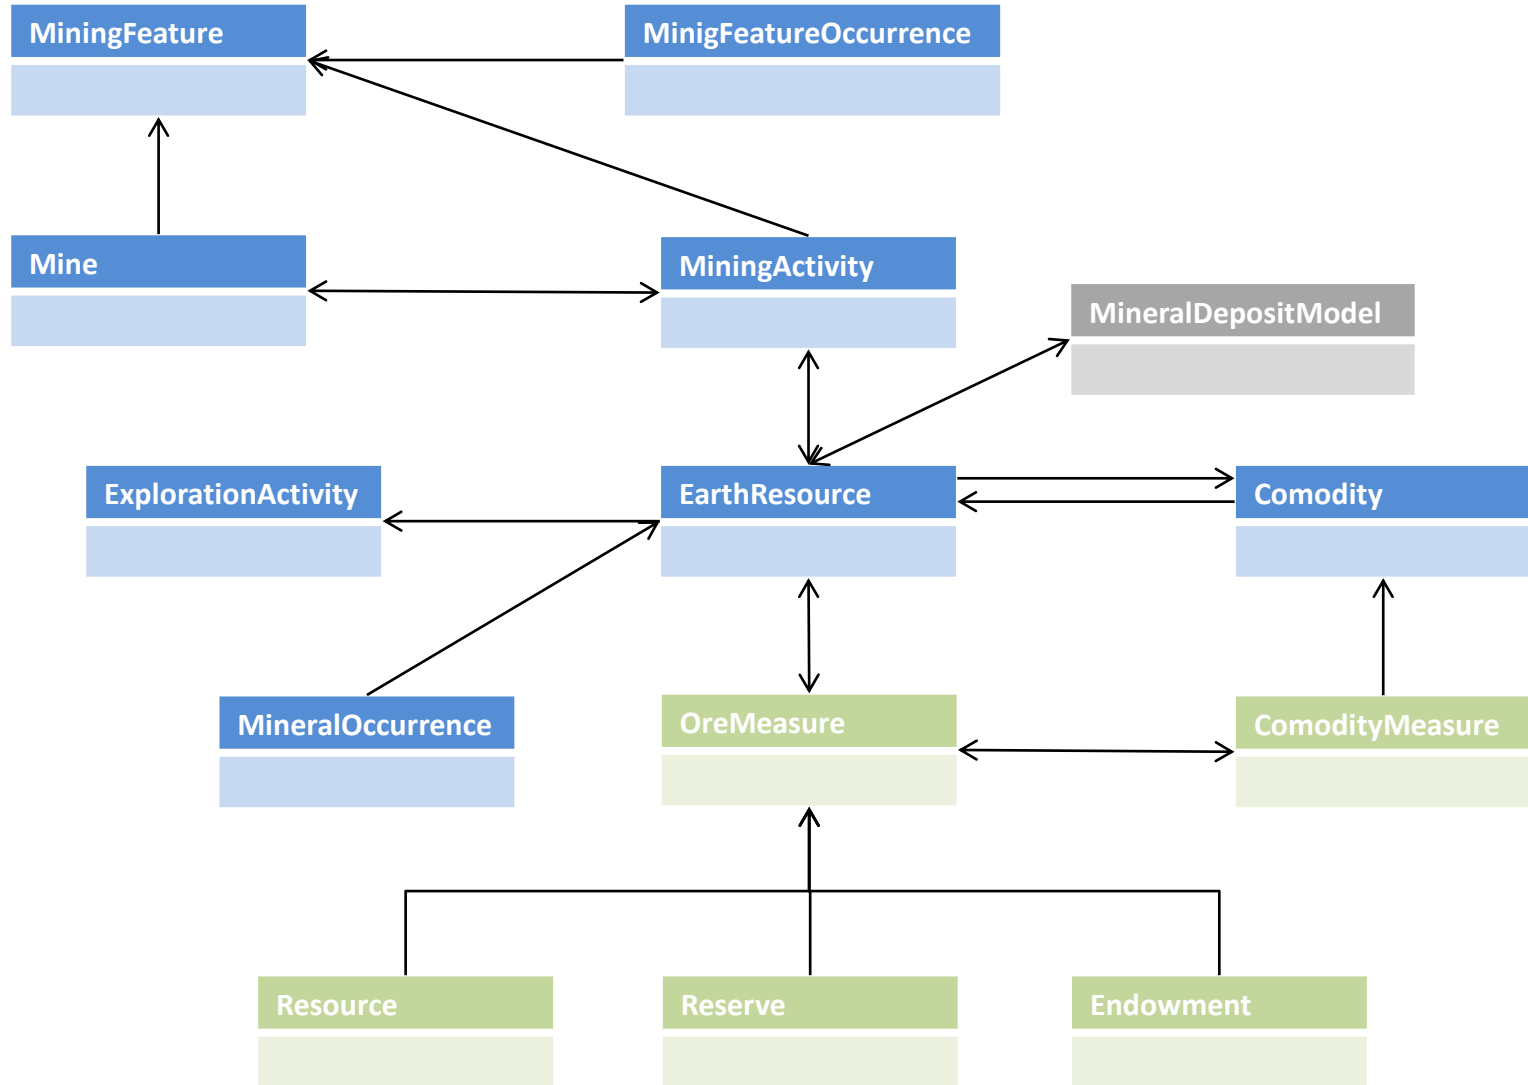 MiningFeature
MinigFeatureOccurrence
Mine
MiningActivity
MineralDepositModel
ExplorationActivity
EarthResource
Comodity
MineralOccurrence
OreMeasure
ComodityMeasure
Resource
Reserve
Endowment